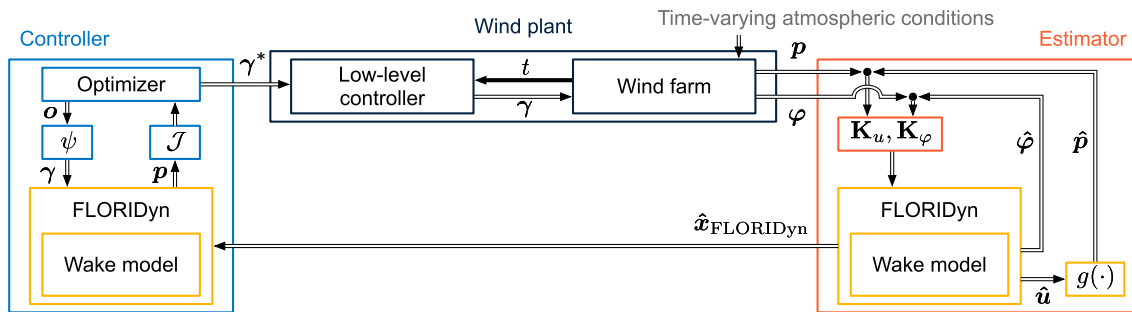 Time-varying atmospheric conditions
Controller
Wind plant
Estimator
γ*
p
Optimizer
Low-level
controller
t
γ
Wind farm
o
φ
ψ
𝒥
K_u, K_φ
φ̂
p̂
γ
p
FLORIDyn
Wake model
x̂_FLORIDyn
FLORIDyn
Wake model
û
g(·)